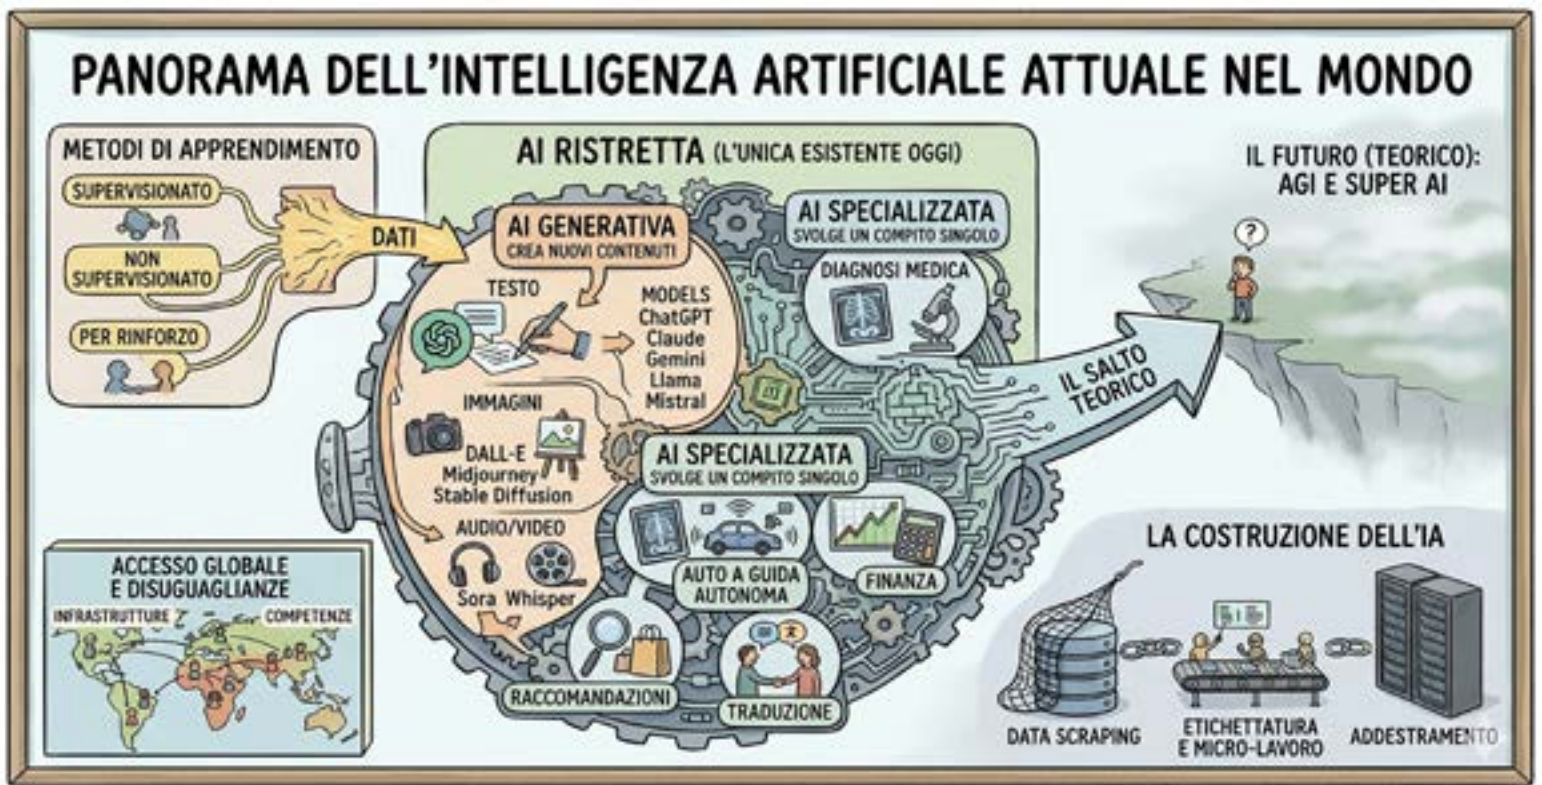 PANORAMA DELL'INTELLIGENZA ARTIFICIALE ATTUALE NEL MONDO
METODI DI APPRENDIMENTO
SUPERVISIONATO
NON
SUPERVISIONATO
PER RINFORZO
DATI
AI RISTRETTA (L'UNICA ESISTENTE OGGI)
AI GENERATIVA
CREA NUOVI CONTENUTI
TESTO
MODELS
ChatGPT
Claude
Gemini
Llama
Mistral
IMMAGINI
DALL-E
Midjourney
Stable Diffusion
AUDIO/VIDEO
Sora Whisper
AI SPECIALIZZATA
SVOLGE UN COMPITO SINGOLO
DIAGNOSI MEDICA
AI SPECIALIZZATA
SVOLGE UN COMPITO SINGOLO
AUTO A GUIDA
AUTONOMA
FINANZA
RACCOMANDAZIONI
TRADUZIONE
IL SALTO
TEORICO
IL FUTURO (TEORICO):
AGI E SUPER AI
?
ACCESSO GLOBALE
E DISUGUAGLIANZE
INFRASTRUTTURE
COMPETENZE
LA COSTRUZIONE DELL'IA
DATA SCRAPING
ETICHETTATURA
E MICRO-LAVORO
ADDESTRAMENTO